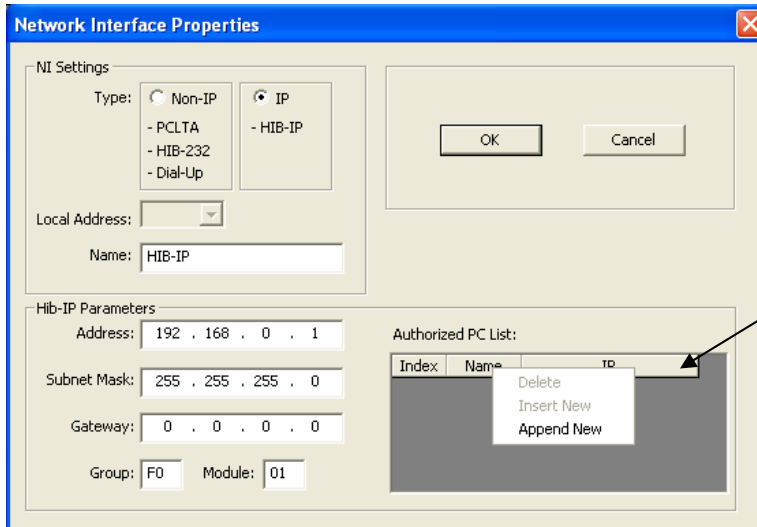 Network Interface Properties
NI Settings
Type:
Non-IP
- PCLTA
- HIB-232
- Dial-Up
IP
- HIB-IP
Local Address:
Name: HIB-IP
OK
Cancel
Hib-IP Parameters
Address: 192 . 168 . 0 . 1
Subnet Mask: 255 . 255 . 255 . 0
Gateway: 0 . 0 . 0 . 0
Group: F0 Module: 01
Authorized PC List:
Index Name IP
Delete
Insert New
Append New